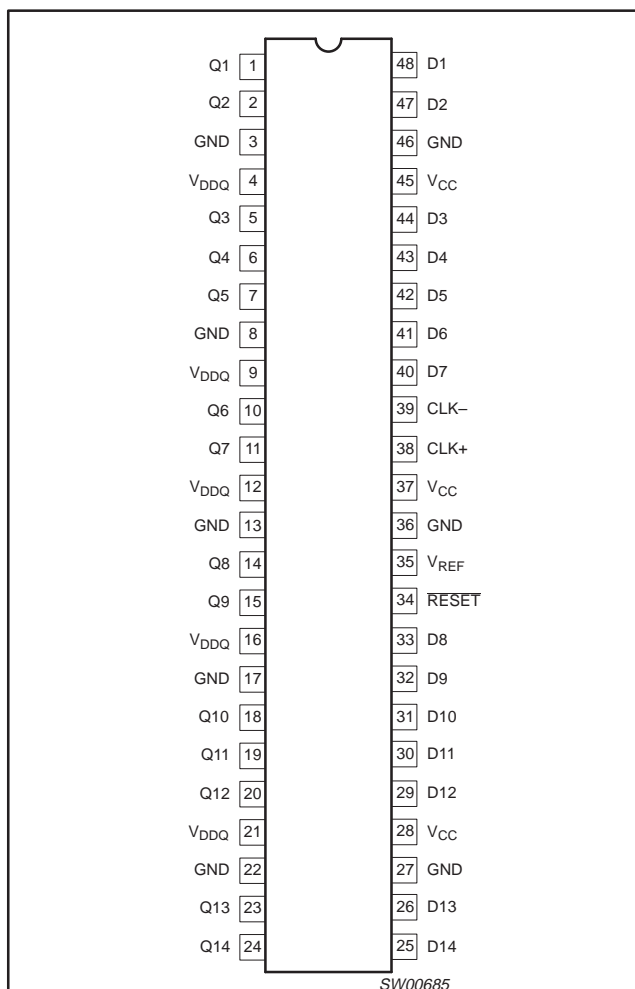 Q1 1 48 D1
Q2 2 47 D2
GND 3 46 GND
VDDQ 4 45 VCC
Q3 5 44 D3
Q4 6 43 D4
Q5 7 42 D5
GND 8 41 D6
VDDQ 9 40 D7
Q6 10 39 CLK–
Q7 11 38 CLK+
VDDQ 12 37 VCC
GND 13 36 GND
Q8 14 35 VREF
Q9 15 34 RESET
VDDQ 16 33 D8
GND 17 32 D9
Q10 18 31 D10
Q11 19 30 D11
Q12 20 29 D12
VDDQ 21 28 VCC
GND 22 27 GND
Q13 23 26 D13
Q14 24 25 D14
SW00685